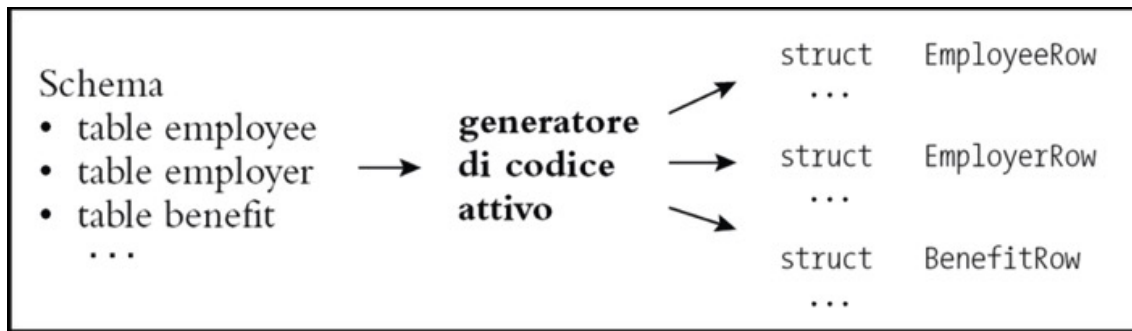 Schema
• table employee
• table employer
• table benefit
...
generatore
di codice
attivo
struct EmployeeRow
...
struct EmployerRow
...
struct BenefitRow
...